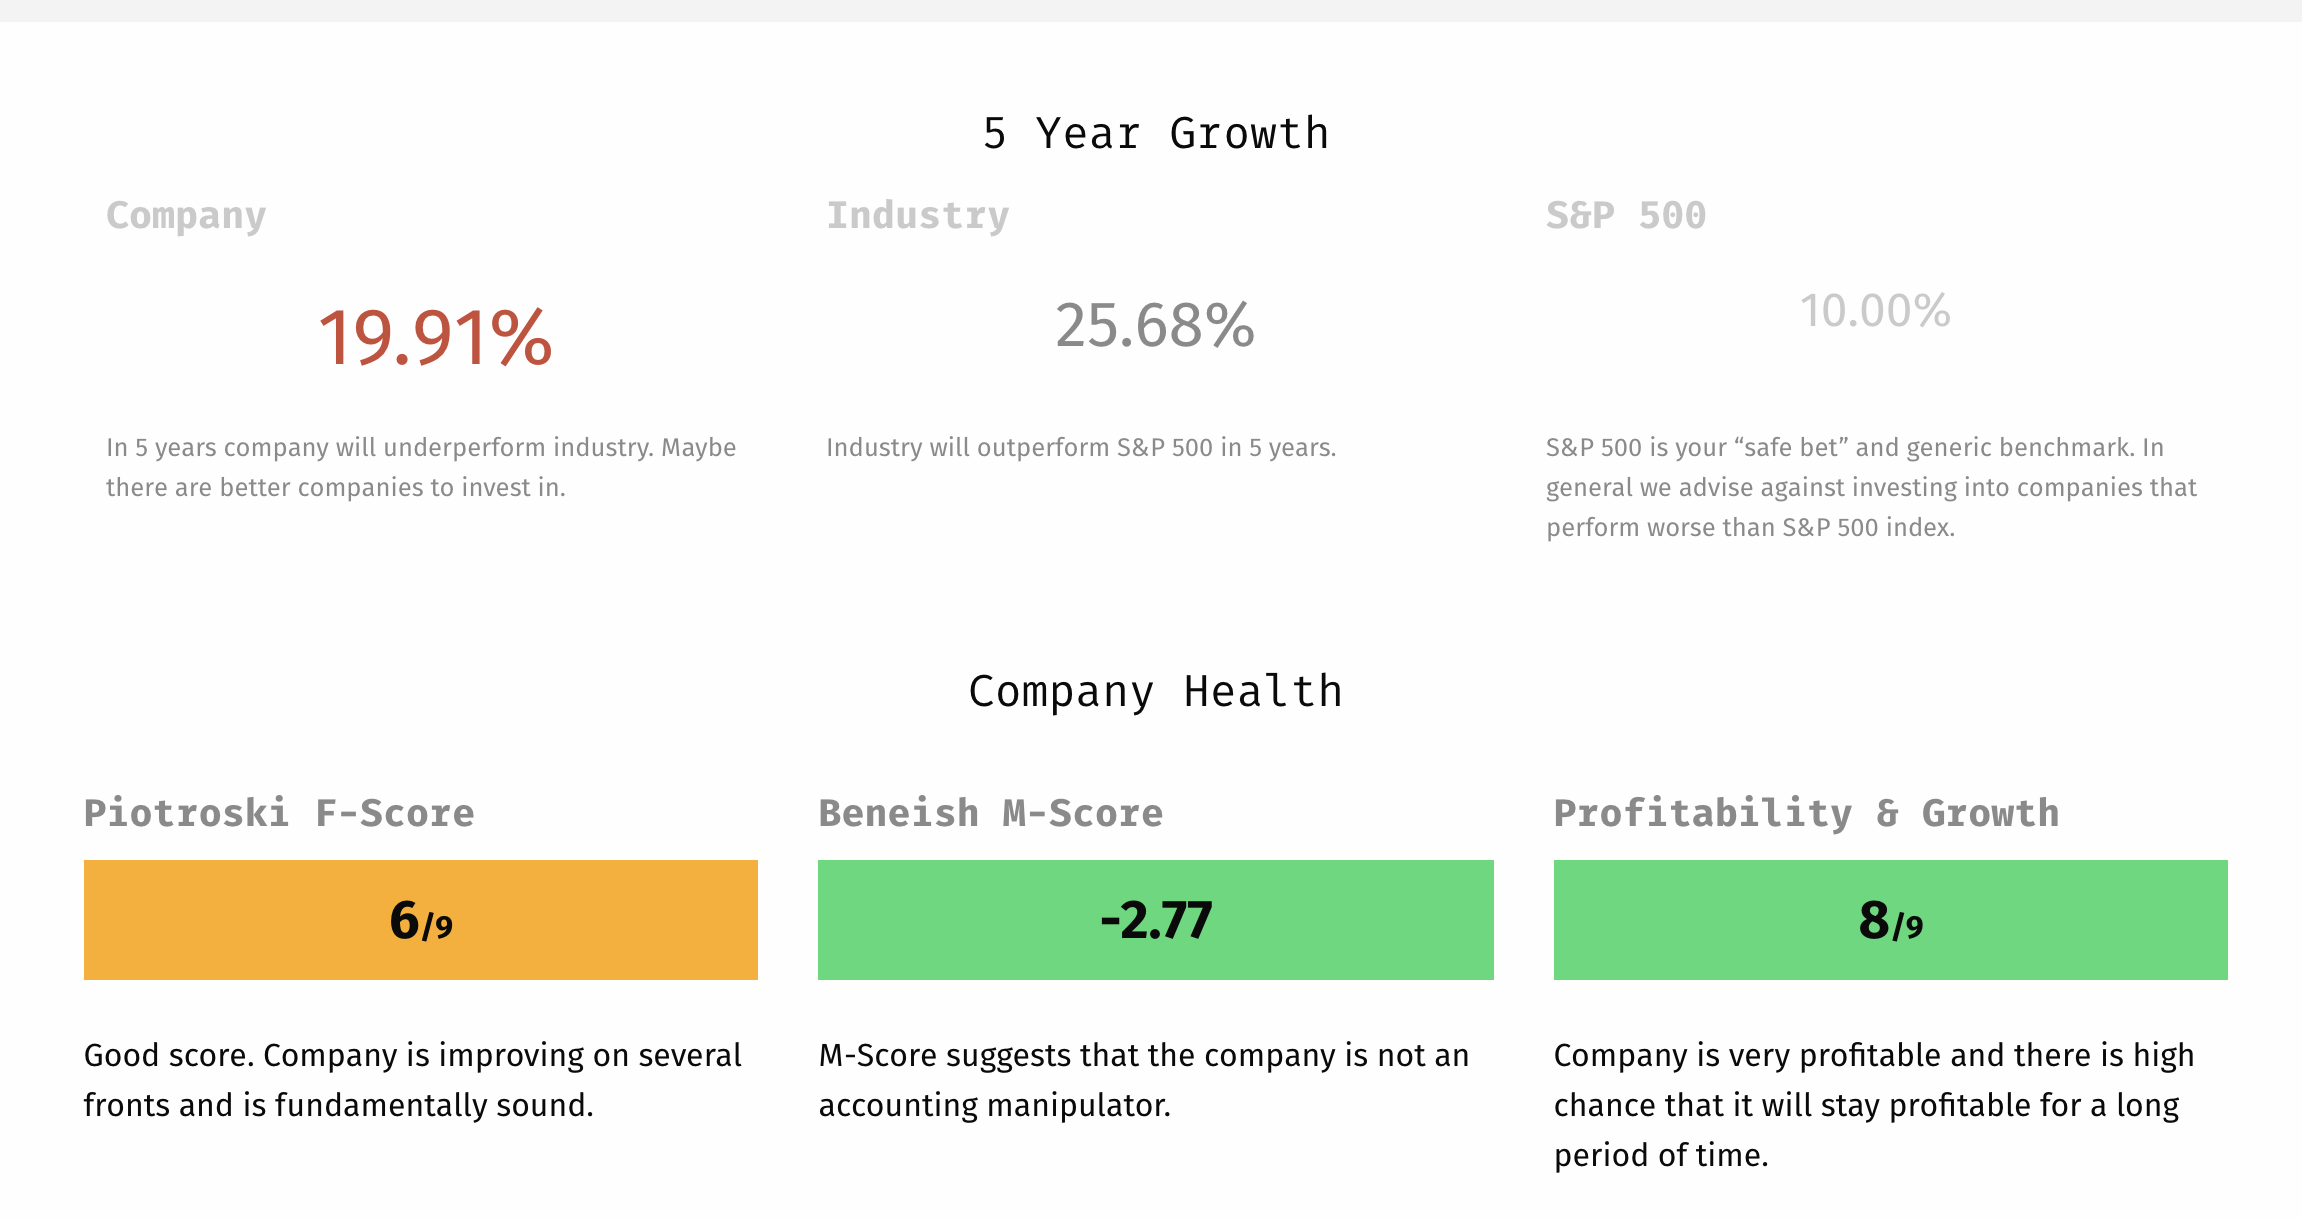 5 Year Growth
Company
Industry
S&P 500
19.91%
25.68%
10.00%
In 5 years company will underperform industry. Maybe
there are better companies to invest in.
Industry will outperform S&P 500 in 5 years.
S&P 500 is your “safe bet” and generic benchmark. In
general we advise against investing into companies that
perform worse than S&P 500 index.
Company Health
Piotroski F-Score
Beneish M-Score
Profitability & Growth
6/9
-2.77
8/9
Good score. Company is improving on several
fronts and is fundamentally sound.
M-Score suggests that the company is not an
accounting manipulator.
Company is very profitable and there is high
chance that it will stay profitable for a long
period of time.